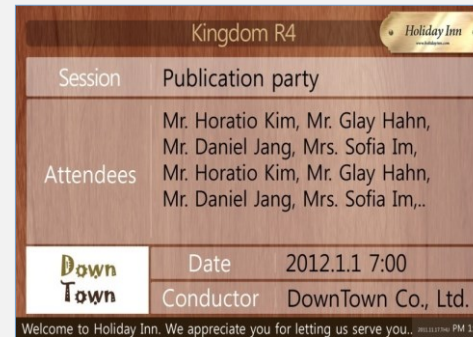 Kingdom R4
Holiday Inn
Session
Publication party
Attendees
Mr. Horatio Kim, Mr. Glay Hahn,
Mr. Daniel Jang, Mrs. Sofia Im,
Mr. Horatio Kim, Mr. Glay Hahn,
Mr. Daniel Jang, Mrs. Sofia Im,..
Down
Town
Date
2012.1.1 7:00
Conductor
DownTown Co., Ltd.
Welcome to Holiday Inn. We appreciate you for letting us serve you..
PM